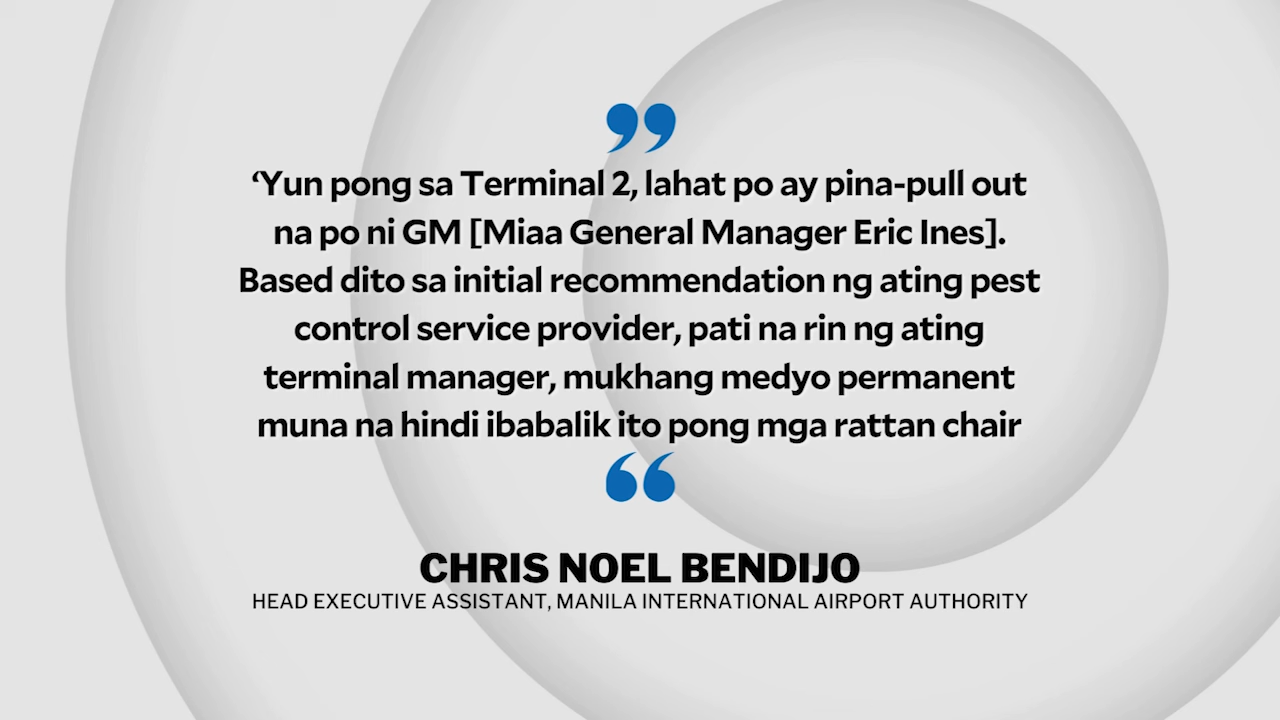 ”
‘Yun pong sa Terminal 2, lahat po ay pina-pull out
na po ni GM [Miaa General Manager Eric Ines].
Based dito sa initial recommendation ng ating pest
control service provider, pati na rin ng ating
terminal manager, mukhang medyo permanent
muna na hindi ibabalik ito pong mga rattan chair
“
CHRIS NOEL BENDIJO
HEAD EXECUTIVE ASSISTANT, MANILA INTERNATIONAL AIRPORT AUTHORITY